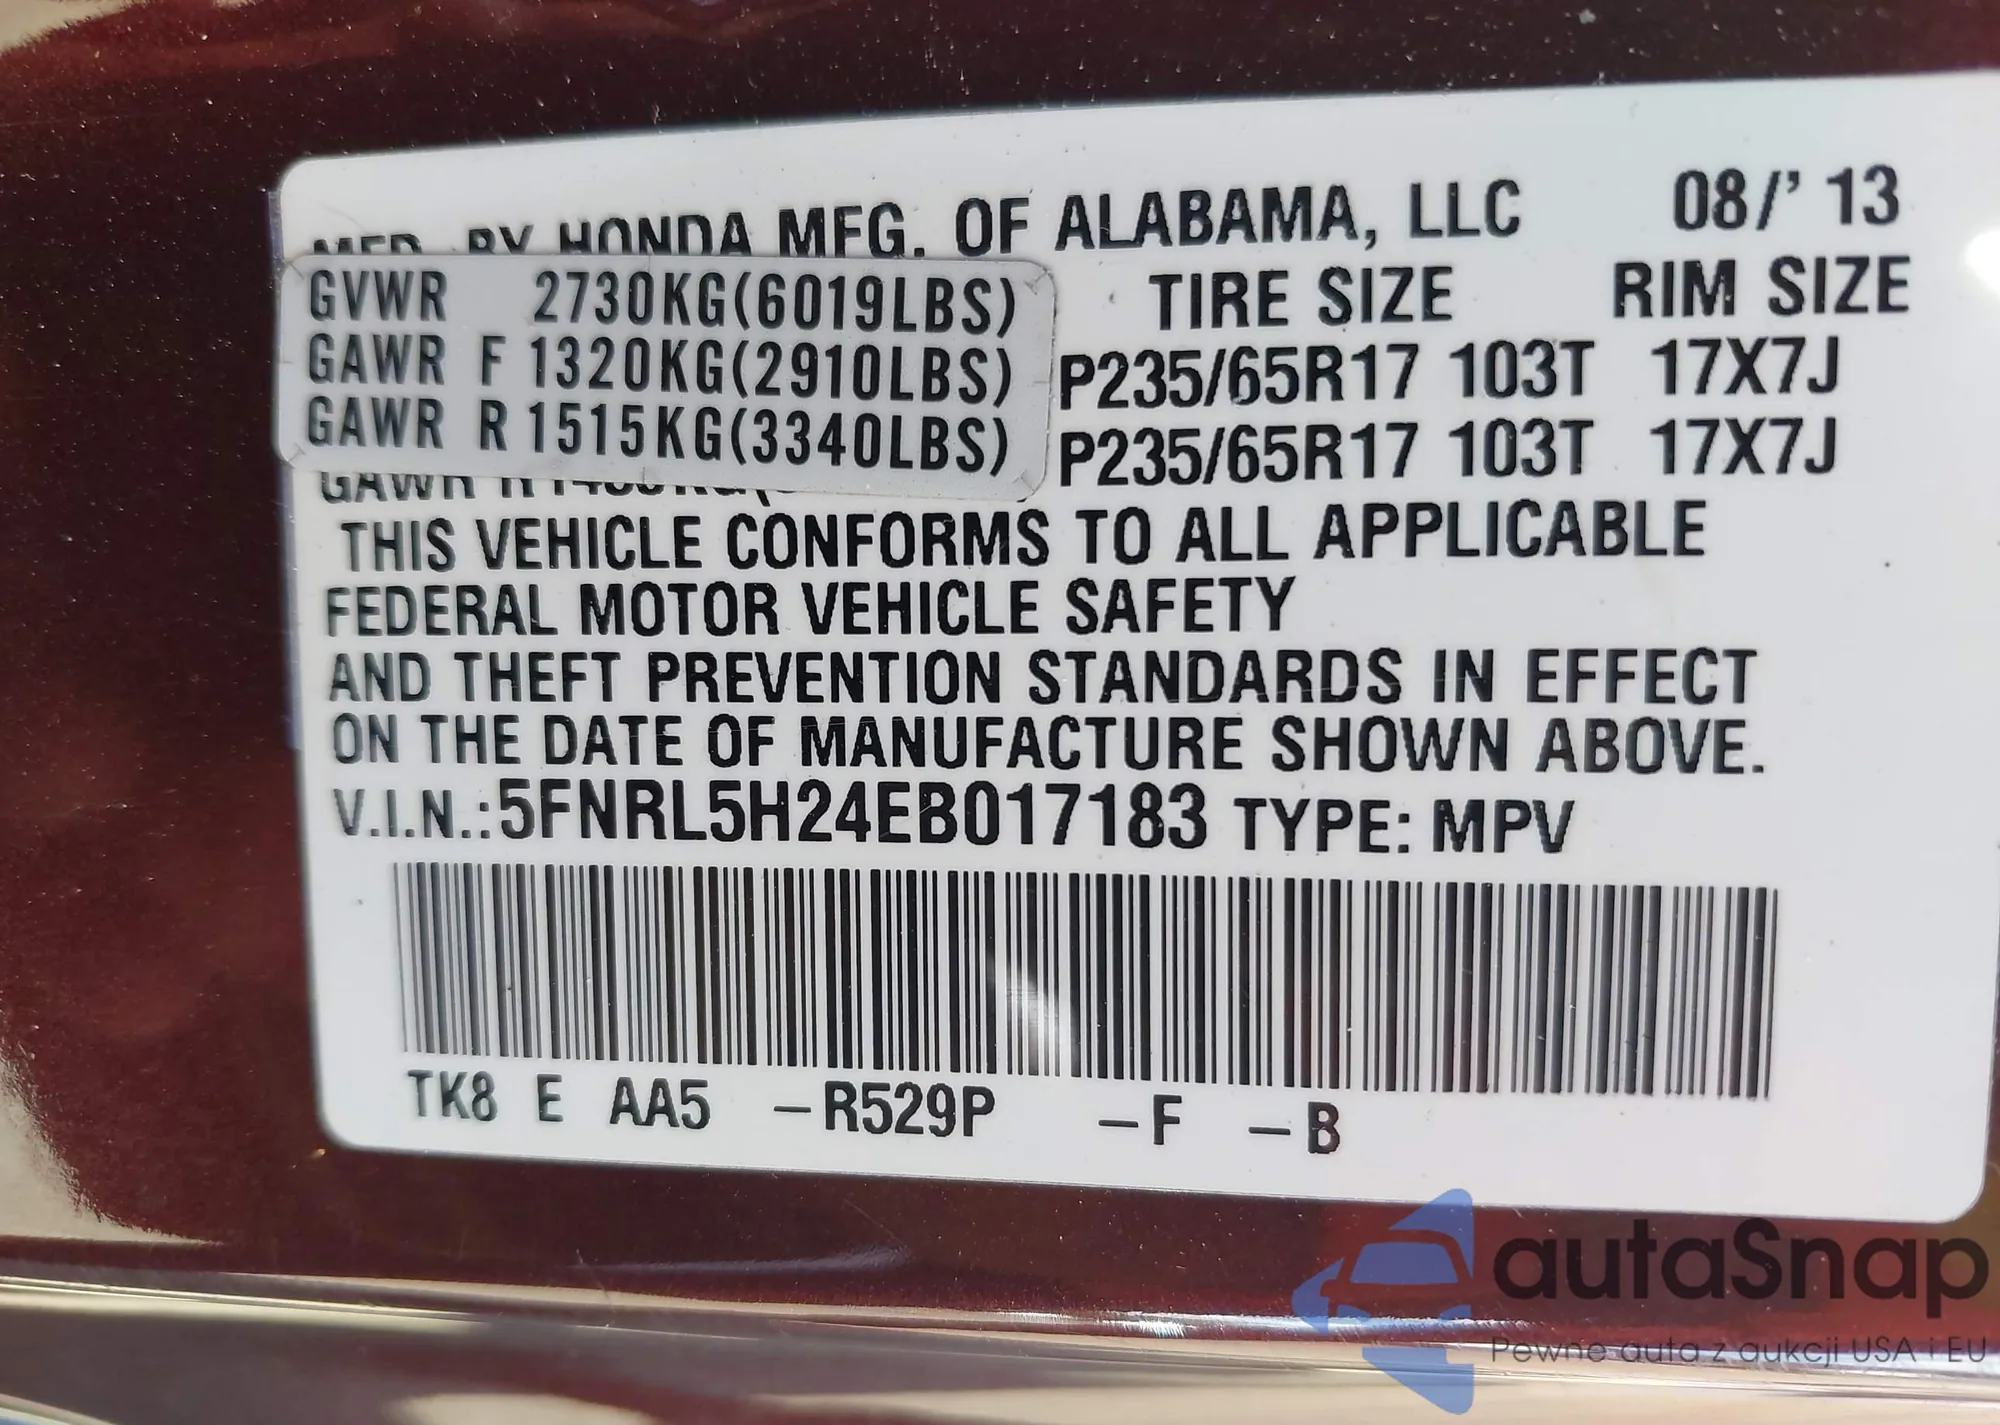 MFD. BY HONDA MFG. OF ALABAMA, LLC 08/'13
GVWR 2730KG(6019LBS) TIRE SIZE RIM SIZE
GAWR F 1320KG(2910LBS) P235/65R17 103T 17X7J
GAWR R 1515KG(3340LBS) P235/65R17 103T 17X7J
GAWR R
THIS VEHICLE CONFORMS TO ALL APPLICABLE
FEDERAL MOTOR VEHICLE SAFETY
AND THEFT PREVENTION STANDARDS IN EFFECT
ON THE DATE OF MANUFACTURE SHOWN ABOVE.
V.I.N.:5FNRL5H24EB017183 TYPE: MPV
TK8 E AA5 –R529P –F –B
autaSnap
Pewne auta z aukcji USA i EU